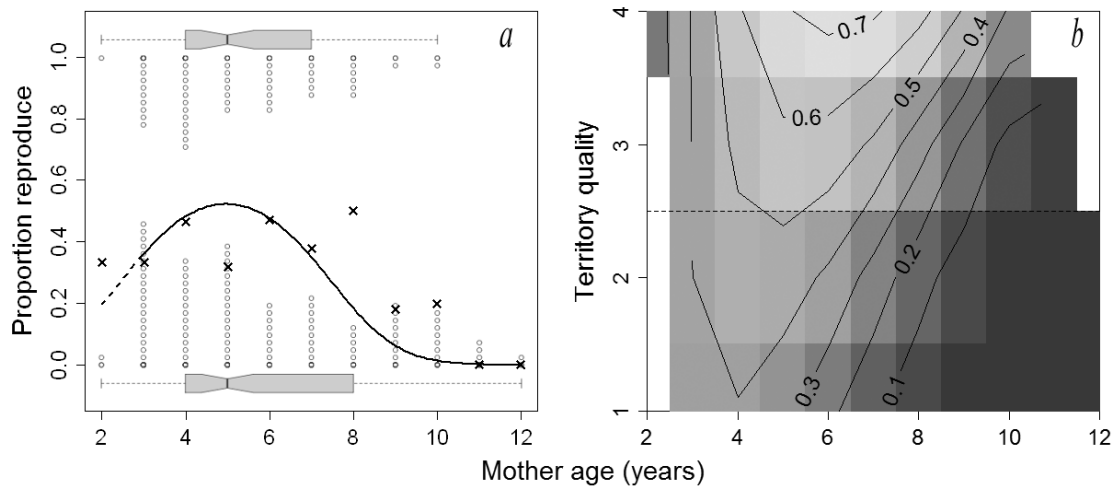 a
Proportion reproduce
1.0
0.8
0.6
0.4
0.2
0.0
2 4 6 8 10 12
b
Territory quality
4
3
2
1
0.7
0.6
0.5
0.4
0.3
0.2
0.1
2 4 6 8 10 12
Mother age (years)